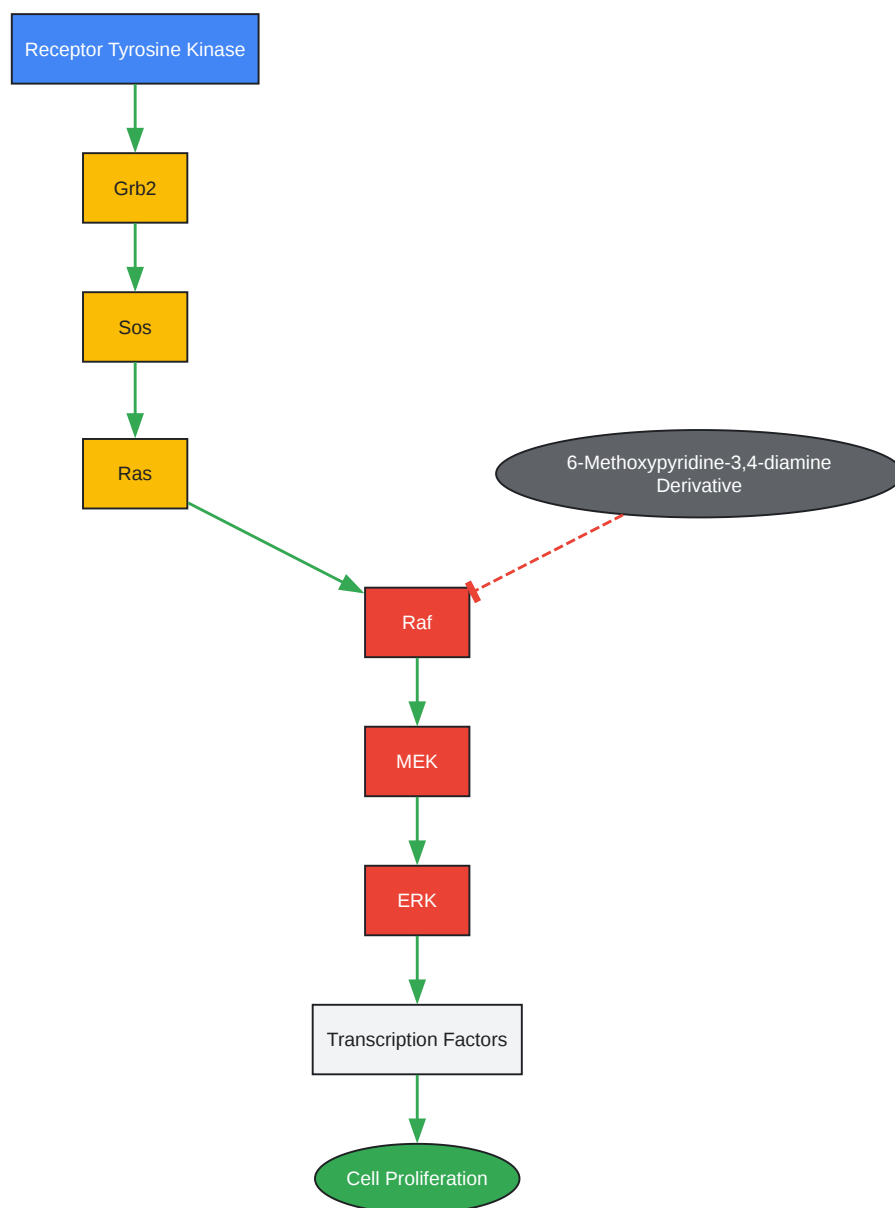 Receptor Tyrosine Kinase
Grb2
Sos
Ras
6-Methoxypyridine-3,4-diamine
Derivative
Raf
MEK
ERK
Transcription Factors
Cell Proliferation